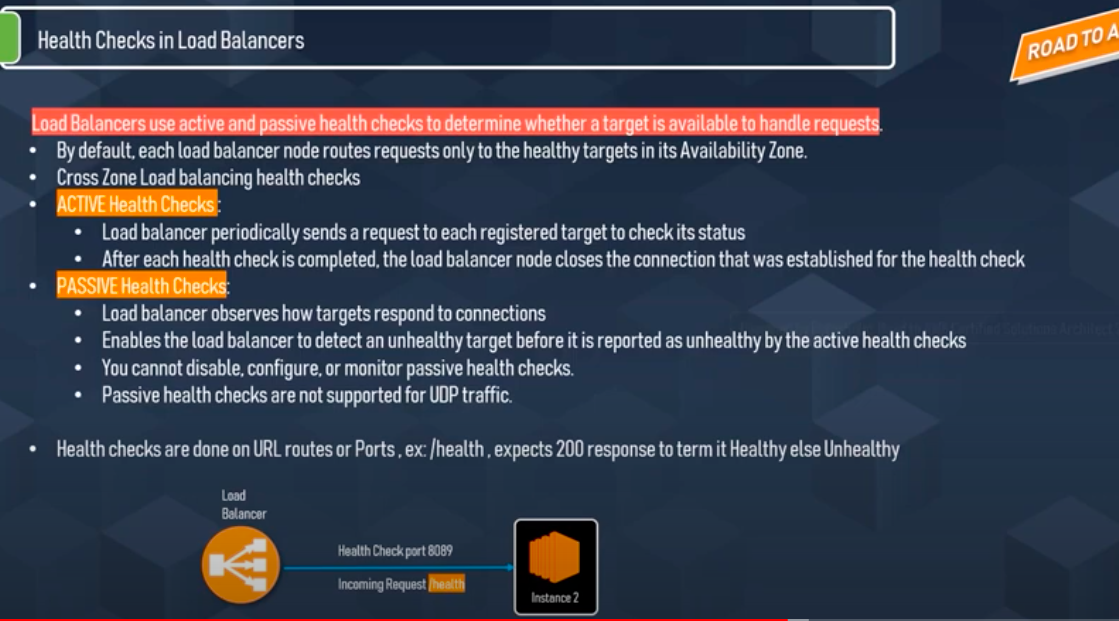 Health Checks in Load Balancers
ROAD TO A
Load Balancers use active and passive health checks to determine whether a target is available to handle requests.
• By default, each load balancer node routes requests only to the healthy targets in its Availability Zone.
• Cross Zone Load balancing health checks
• ACTIVE Health Checks :
• Load balancer periodically sends a request to each registered target to check its status
• After each health check is completed, the load balancer node closes the connection that was established for the health check
• PASSIVE Health Checks:
• Load balancer observes how targets respond to connections
• Enables the load balancer to detect an unhealthy target before it is reported as unhealthy by the active health checks
• You cannot disable, configure, or monitor passive health checks.
• Passive health checks are not supported for UDP traffic.
• Health checks are done on URL routes or Ports , ex: /health , expects 200 response to term it Healthy else Unhealthy
Load
Balancer
Health Check port 8089
Incoming Request /health
Instance 2